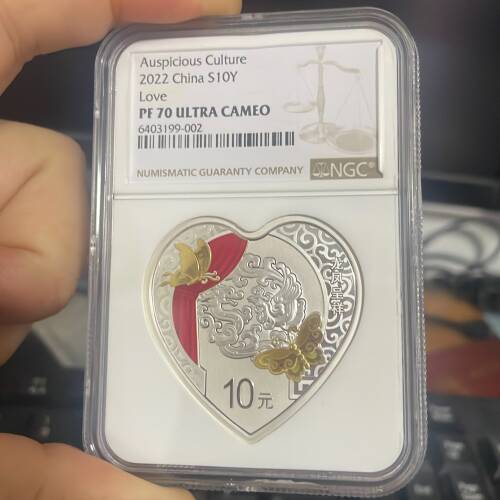 Auspicious Culture
2022 China S10Y
Love
PF 70 ULTRA CAMEO
6403199-002
NUMISMATIC GUARANTY COMPANY
NGC®
10元